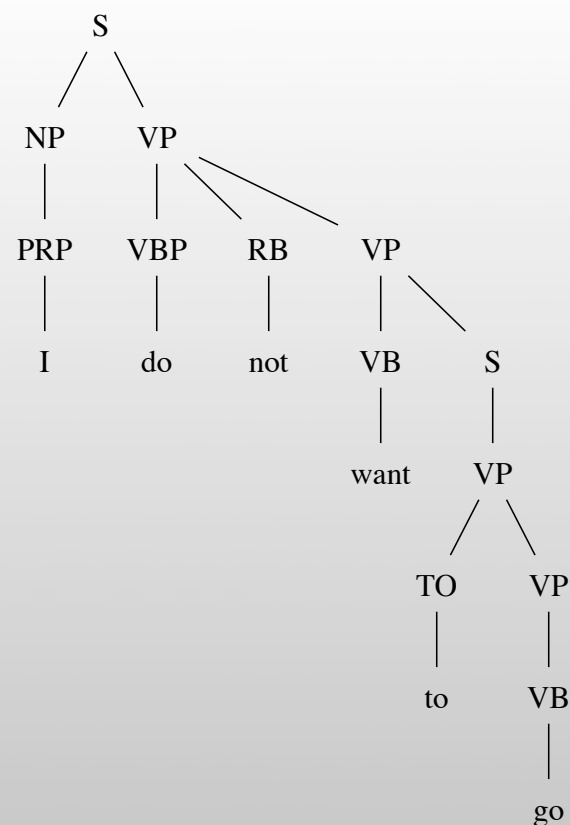 S
NP VP
PRP VBP RB VP
I do not VB S
want VP
TO VP
to VB
go